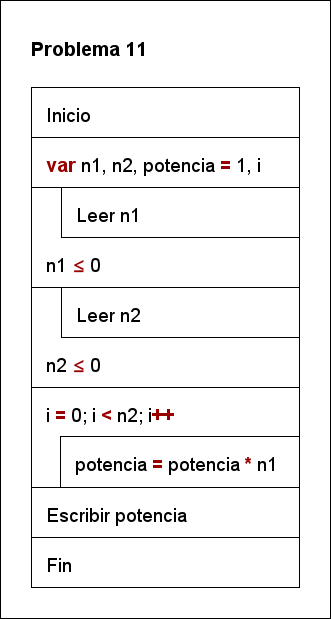 Problema 11
Inicio
var n1, n2, potencia = 1, i
Leer n1
n1 ≤ 0
Leer n2
n2 ≤ 0
i = 0; i < n2; i++
potencia = potencia * n1
Escribir potencia
Fin